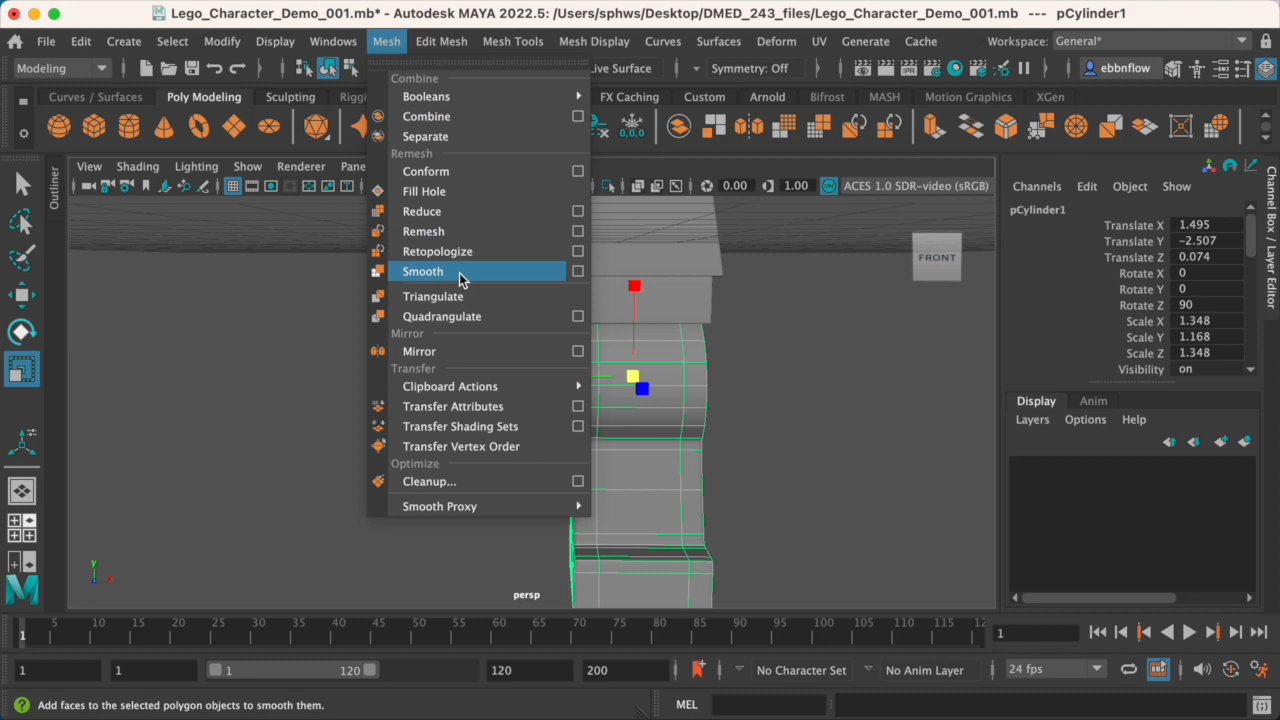 Lego_Character_Demo_001.mb* - Autodesk MAYA 2022.5: /Users/sphws/Desktop/DMED_243_files/Lego_Character_Demo_001.mb --- pCylinder1
File Edit Create Select Modify Display Windows Mesh Edit Mesh Mesh Tools Mesh Display Curves Surfaces Deform UV Generate Cache Workspace: General*
Modeling Live Surface Symmetry: Off IPR ebbnflow
Curves / Surfaces Poly Modeling Sculpting FX Caching Custom Arnold Bifrost MASH Motion Graphics XGen
0,0,0
View Shading Lighting Show Renderer
0.00 1.00 ACES 1.0 SDR-video (sRGB)
Outliner
Combine
Booleans
Combine
Separate
Remesh
Conform
Fill Hole
Reduce
Remesh
Retopologize
Smooth
Triangulate
Quadrangulate
Mirror
Mirror
Transfer
Clipboard Actions
Transfer Attributes
Transfer Shading Sets
Transfer Vertex Order
Optimize
Cleanup...
Smooth Proxy
FRONT
persp
y
x
Channels Edit Object Show
pCylinder1
Translate X 1.495
Translate Y -2.507
Translate Z 0.074
Rotate X 0
Rotate Y 0
Rotate Z 90
Scale X 1.348
Scale Y 1.168
Scale Z 1.348
Visibility on
Display Anim
Layers Options Help
Channel Box / Layer Editor
1 5 10 15 20 25 30 35 40 45 50 55 60 65 70 75 80 85 90 95 100 105 110 115 12
1
1 1 1 120 120 200 No Character Set No Anim Layer 24 fps
Add faces to the selected polygon objects to smooth them. MEL